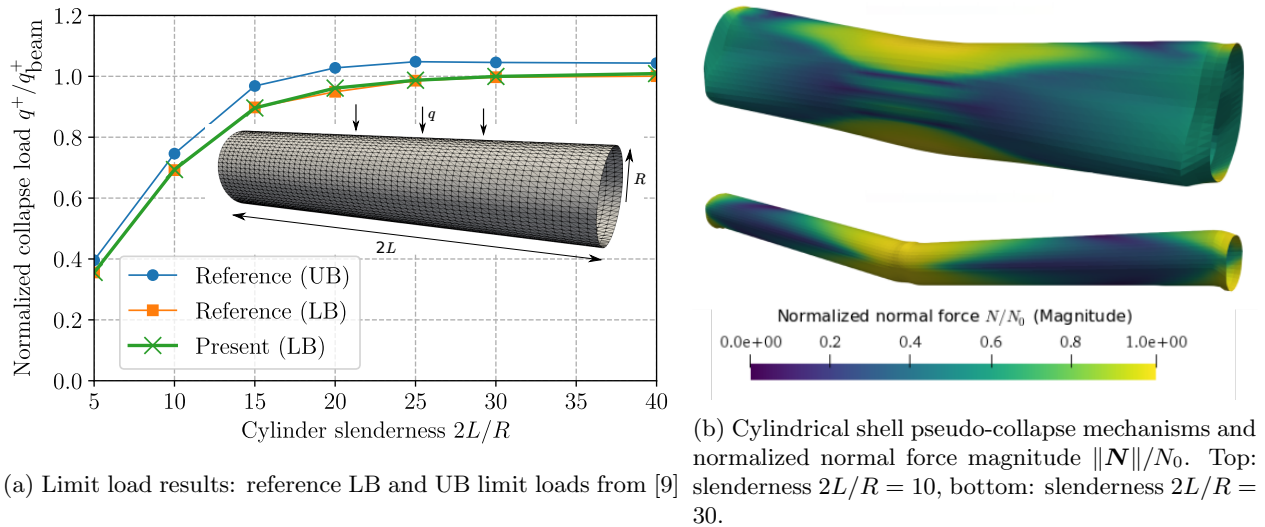 1.2
1.0
0.8
0.6
0.4
0.2
0.0
Normalized collapse load q⁺/q⁺beam
q
R
2L
Reference (UB)
Reference (LB)
Present (LB)
5 10 15 20 25 30 35 40
Cylinder slenderness 2L/R
(a) Limit load results: reference LB and UB limit loads from [9]
Normalized normal force N/N₀ (Magnitude)
0.0e+00 0.2 0.4 0.6 0.8 1.0e+00
(b) Cylindrical shell pseudo-collapse mechanisms and
normalized normal force magnitude ‖N‖/N₀. Top:
slenderness 2L/R = 10, bottom: slenderness 2L/R =
30.